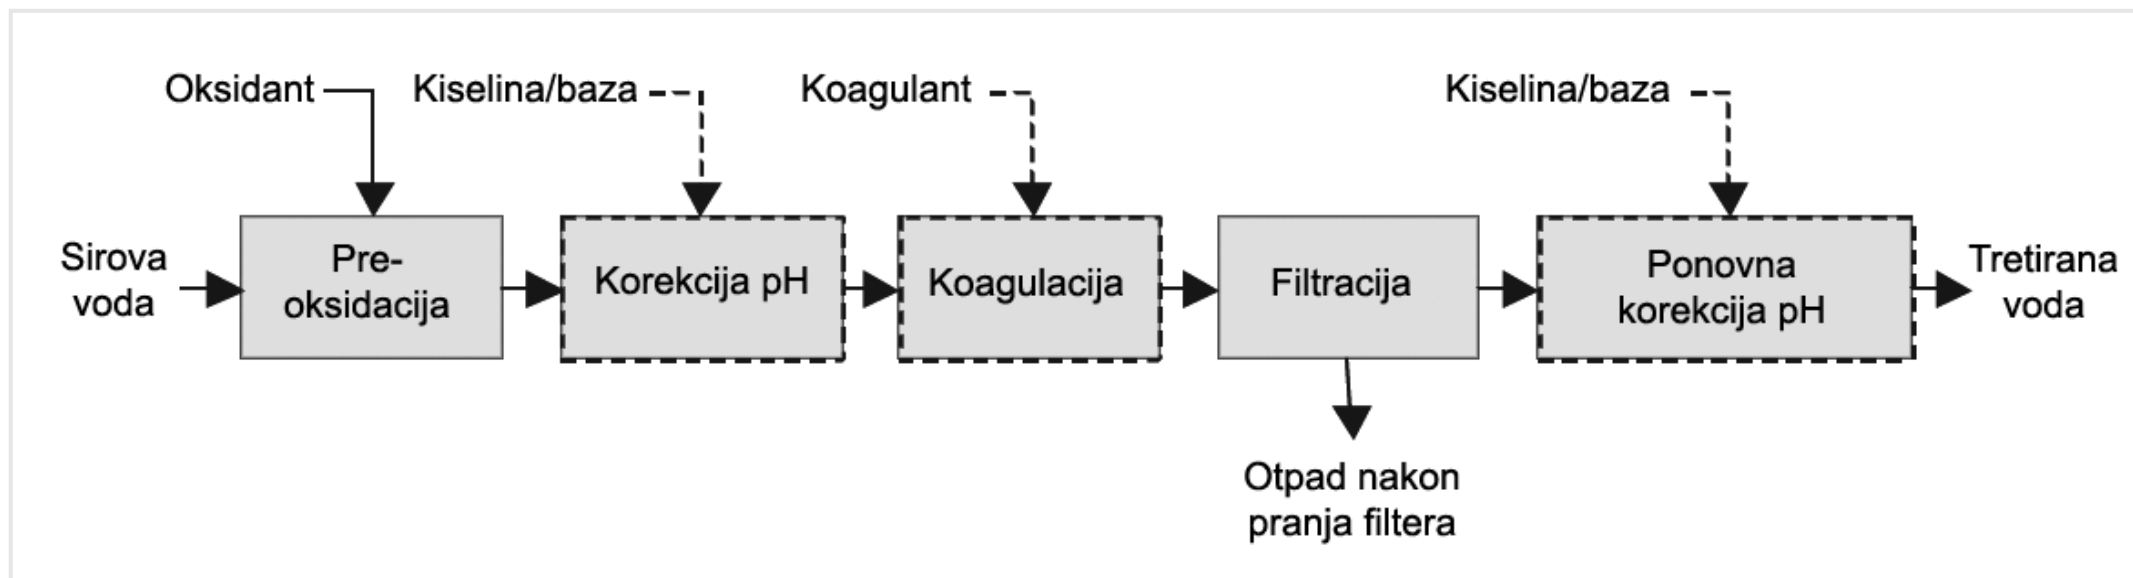 Oksidant
Kiselina/baza
Koagulant
Kiselina/baza
Sirova
voda
Pre-
oksidacija
Korekcija pH
Koagulacija
Filtracija
Ponovna
korekcija pH
Tretirana
voda
Otpad nakon
pranja filtera